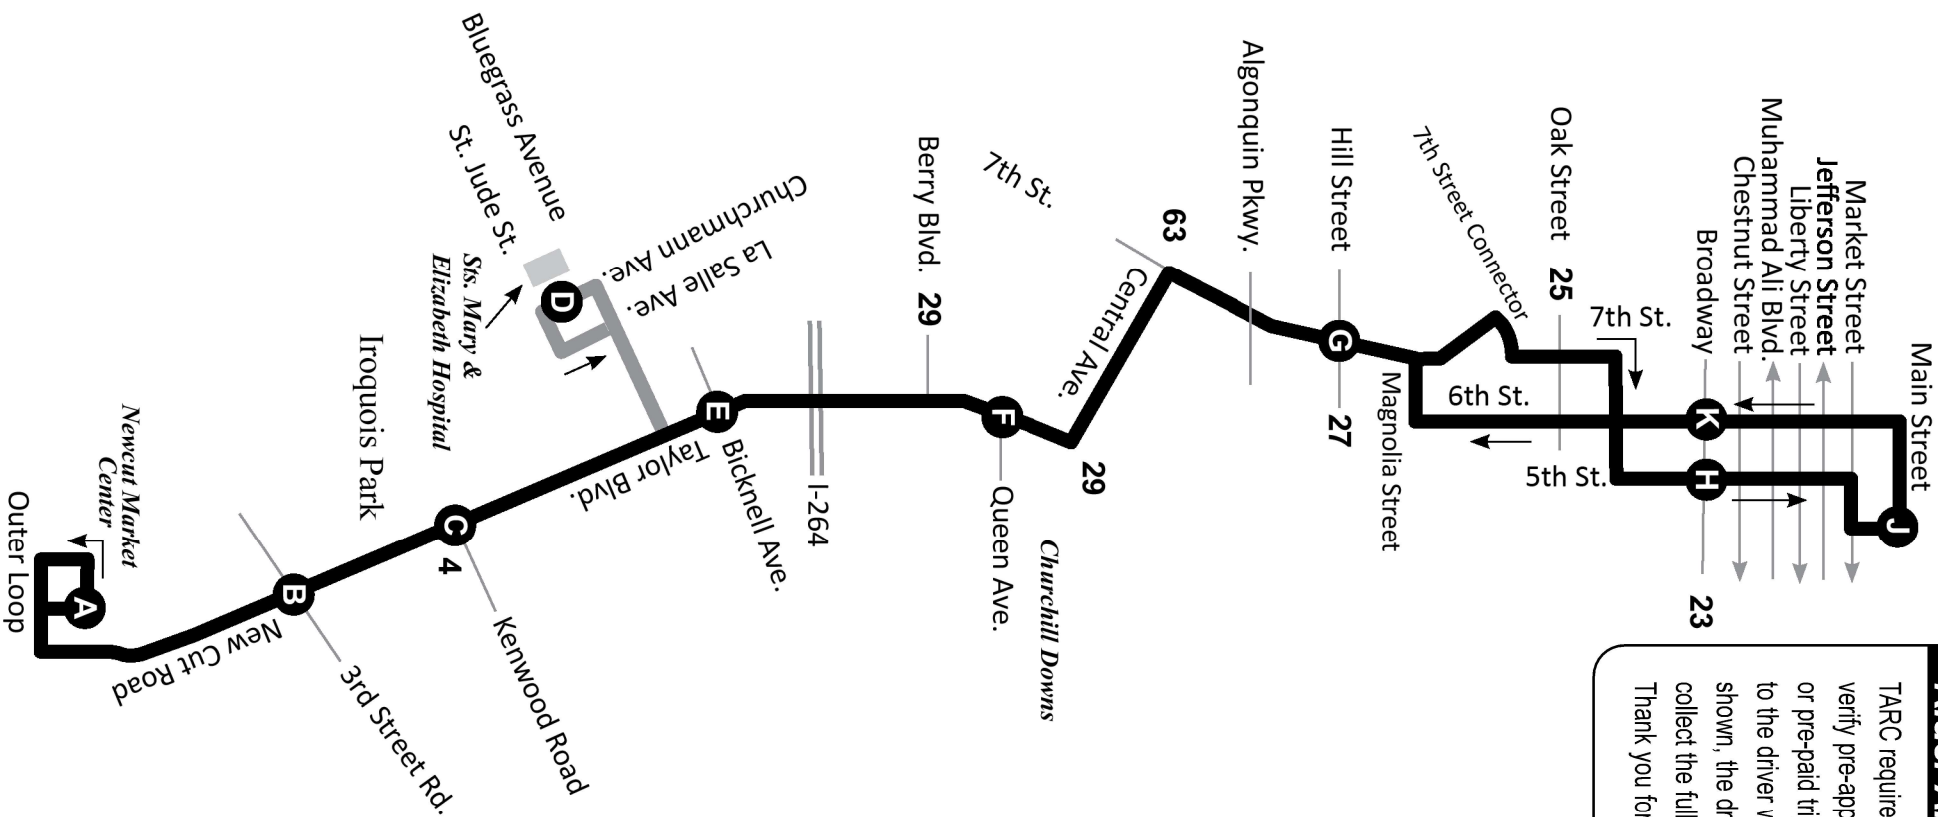 Main Street
J
Market Street
Jefferson Street
Liberty Street
Muhammad Ali Blvd.
Chestnut Street
Broadway
K
H
23
7th St.
6th St.
5th St.
Oak Street 25
7th Street Connector
Magnolia Street
Hill Street
G
27
Algonquin Pkwy.
63
7th St.
Central Ave.
29
Churchill Downs
F
Queen Ave.
Berry Blvd. 29
I-264
E
Bicknell Ave.
Taylor Blvd.
Churchmann Ave.
La Salle Ave.
Bluegrass Avenue
St. Jude St.
D
Sts. Mary &
Elizabeth Hospital
C
4
Kenwood Road
Iroquois Park
B
3rd Street Rd.
New Cut Road
Newcut Market
Center
A
Outer Loop
TARC require
verify pre-app
or pre-paid tri
to the driver w
shown, the dr
collect the full
Thank you for